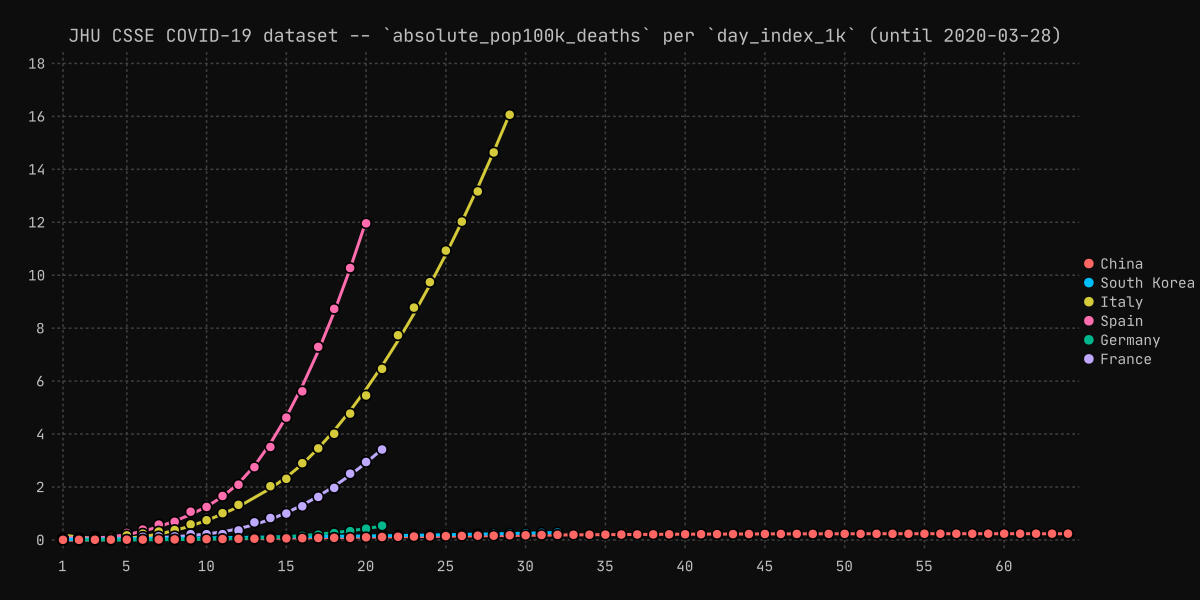 JHU CSSE COVID-19 dataset -- `absolute_pop100k_deaths` per `day_index_1k` (until 2020-03-28)
18
16
14
12
10
8
6
4
2
0
1 5 10 15 20 25 30 35 40 45 50 55 60
China
South Korea
Italy
Spain
Germany
France